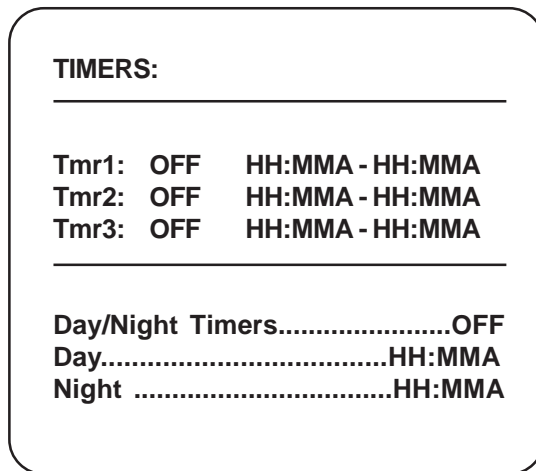 TIMERS:
Tmr1: OFF HH:MMA - HH:MMA
Tmr2: OFF HH:MMA - HH:MMA
Tmr3: OFF HH:MMA - HH:MMA
Day/Night Timers.......................OFF
Day......................................HH:MMA
Night ...................................HH:MMA